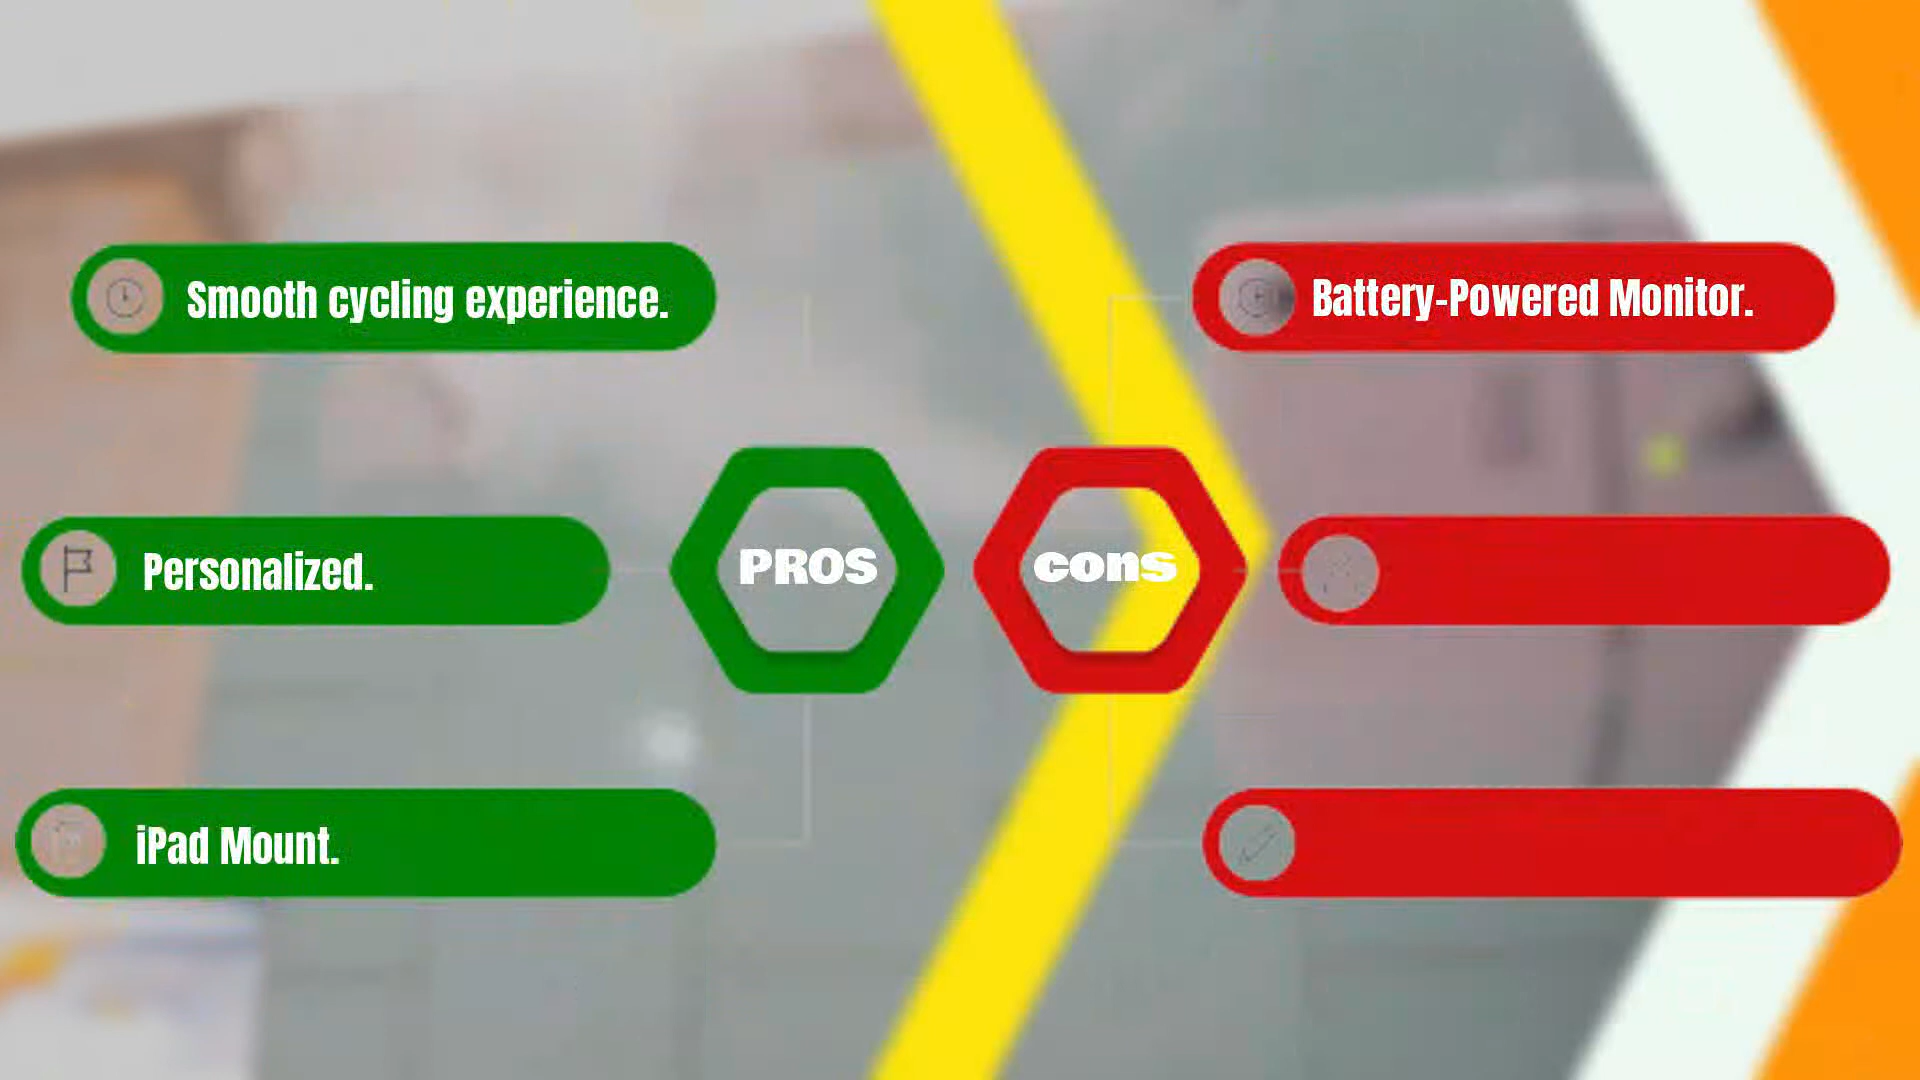 Smooth cycling experience.
Personalized.
iPad Mount.
PROS
cons
Battery-Powered Monitor.